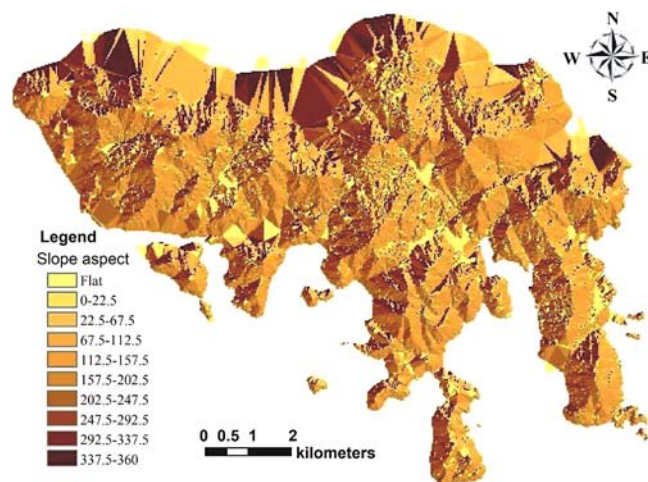 N
W E
S
Legend
Slope aspect
Flat
0-22.5
22.5-67.5
67.5-112.5
112.5-157.5
157.5-202.5
202.5-247.5
247.5-292.5
292.5-337.5
337.5-360
0 0.5 1 2
kilometers